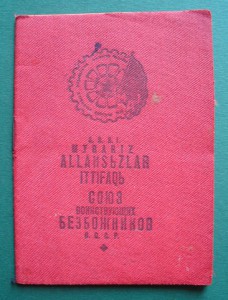 MYBARIZ
ALLAHSЬZLAR
ITTIFAQЬ
СОЮЗ
ВОИНСТВУЮЩИХ
БЕЗБОЖНИКОВ